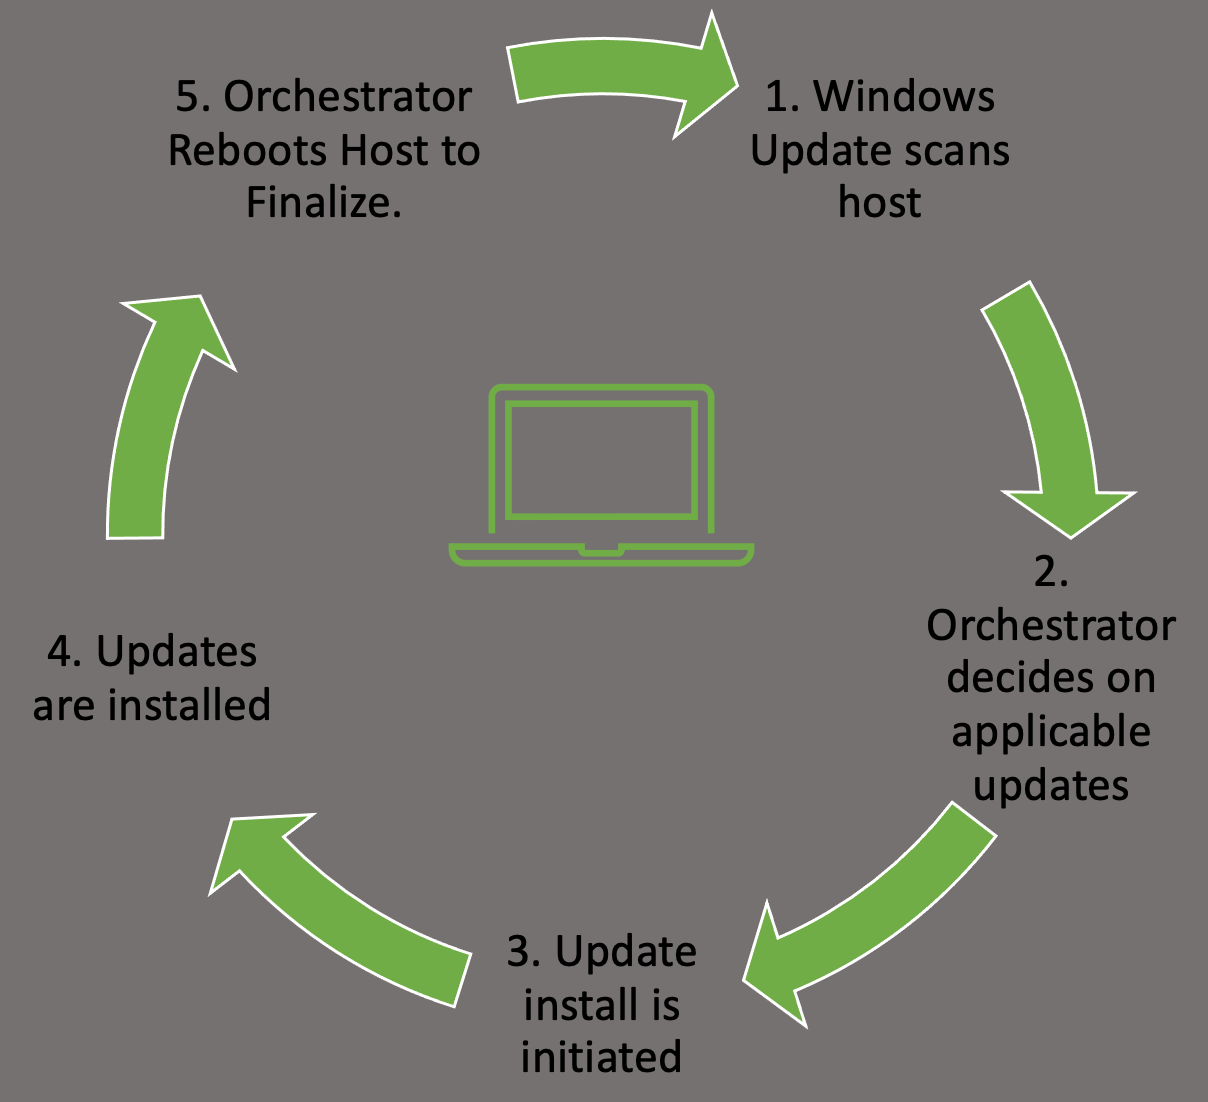 1. Windows
Update scans
host
2.
Orchestrator
decides on
applicable
updates
3. Update
install is
initiated
4. Updates
are installed
5. Orchestrator
Reboots Host to
Finalize.